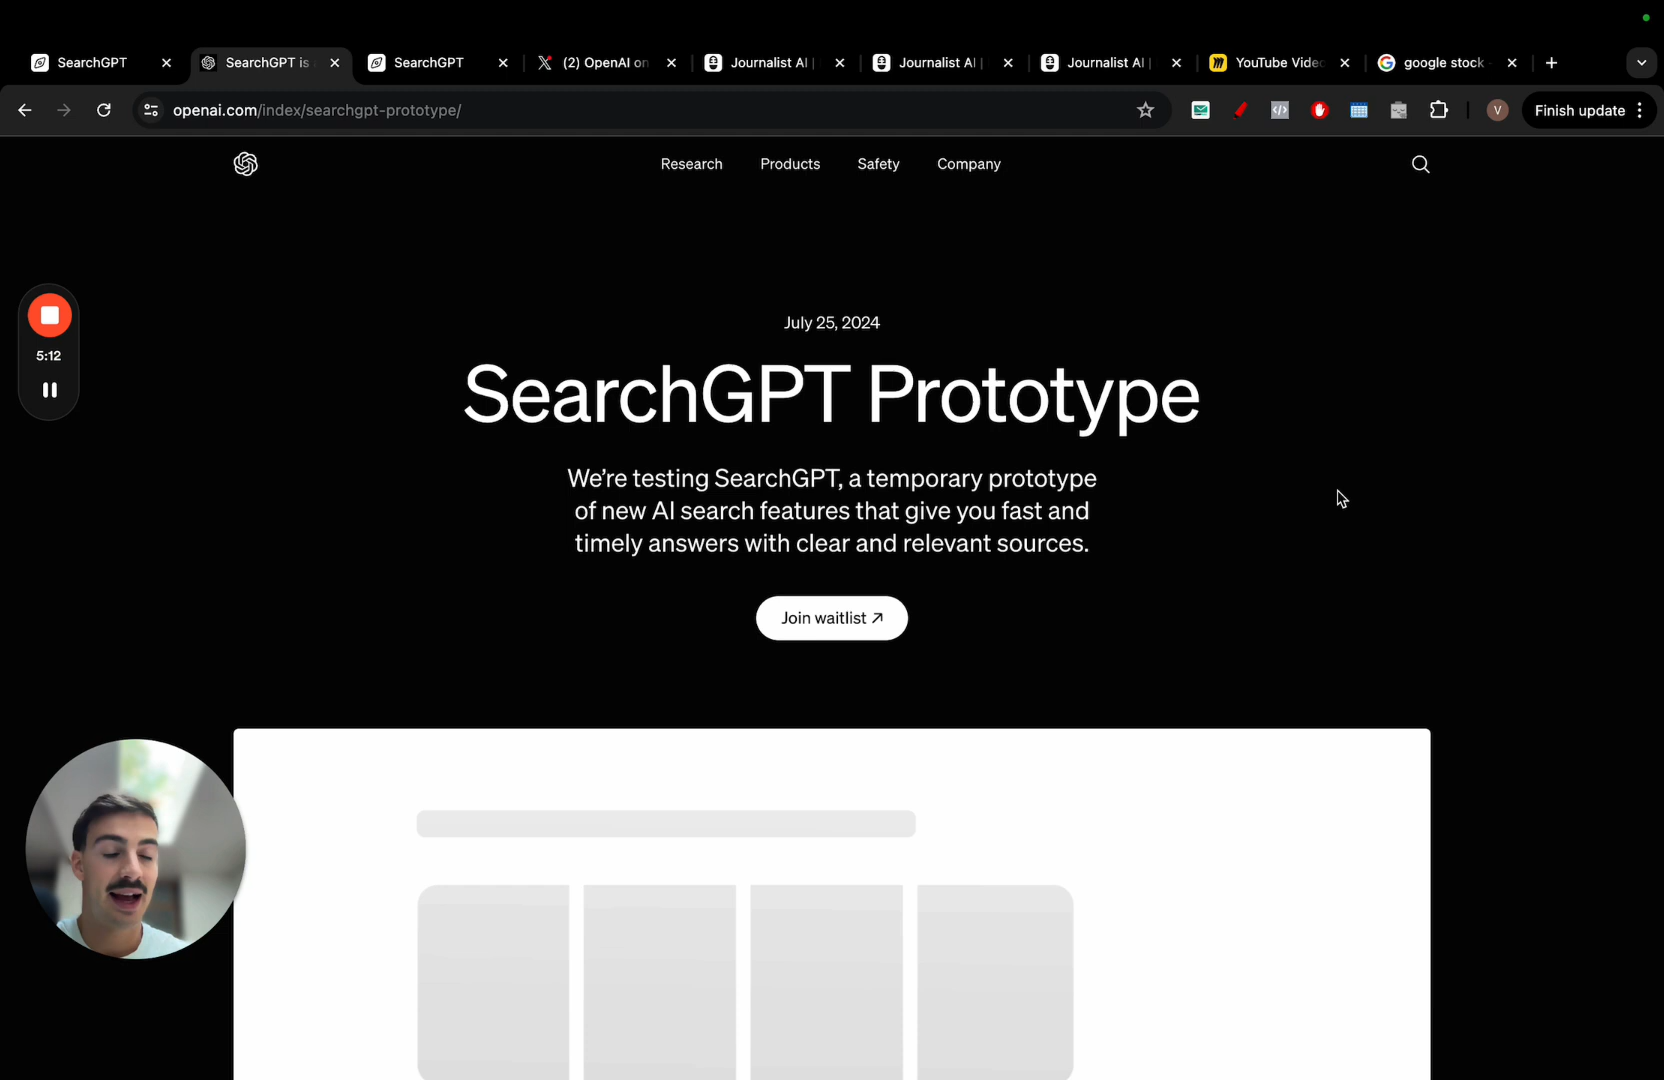 SearchGPT
SearchGPT is
SearchGPT
(2) OpenAI on
Journalist AI |
Journalist AI |
Journalist AI |
YouTube Vide
google stock
openai.com/index/searchgpt-prototype/
V
Finish update
Research
Products
Safety
Company
July 25, 2024
SearchGPT Prototype
We're testing SearchGPT, a temporary prototype
of new AI search features that give you fast and
timely answers with clear and relevant sources.
Join waitlist ↗
5:12